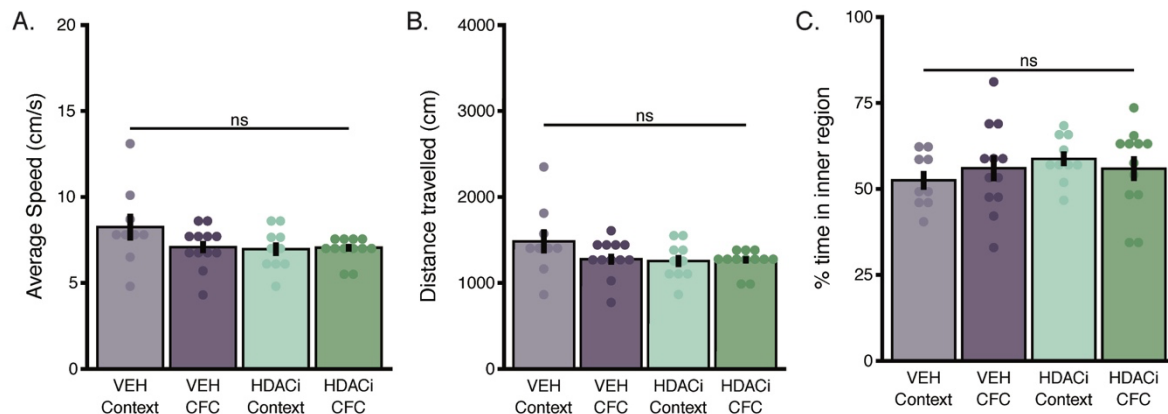 A.
Average Speed (cm/s)
20
15
10
5
0
ns
VEH
Context
VEH
CFC
HDACi
Context
HDACi
CFC
B.
Distance travelled (cm)
4000
3000
2000
1000
0
ns
VEH
Context
VEH
CFC
HDACi
Context
HDACi
CFC
C.
% time in inner region
100
75
50
25
0
ns
VEH
Context
VEH
CFC
HDACi
Context
HDACi
CFC